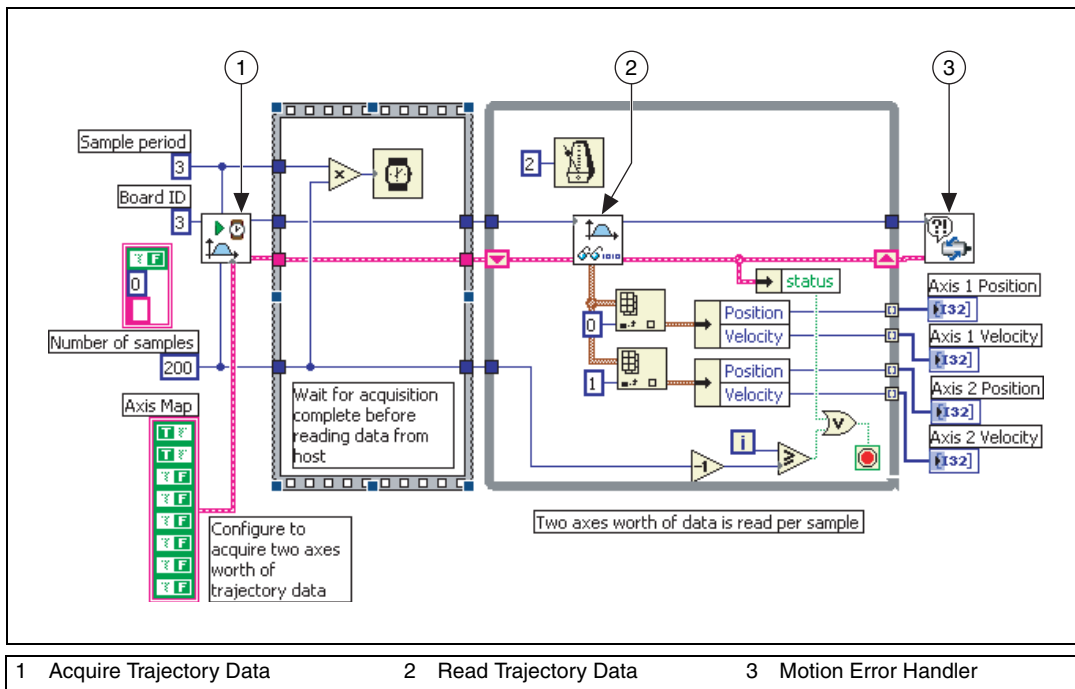 1
2
3
Sample period
3
Board ID
3
F
0
Number of samples
200
Axis Map
T
T
F
F
F
F
F
F
Configure to
acquire two axes
worth of
trajectory data
×
Wait for acquisition
complete before
reading data from
host
2
1010
status
0
Position
Velocity
1
Position
Velocity
i
-1
≥
V
?!
Axis 1 Position
I32
Axis 1 Velocity
I32
Axis 2 Position
I32
Axis 2 Velocity
I32
Two axes worth of data is read per sample
1 Acquire Trajectory Data 2 Read Trajectory Data 3 Motion Error Handler